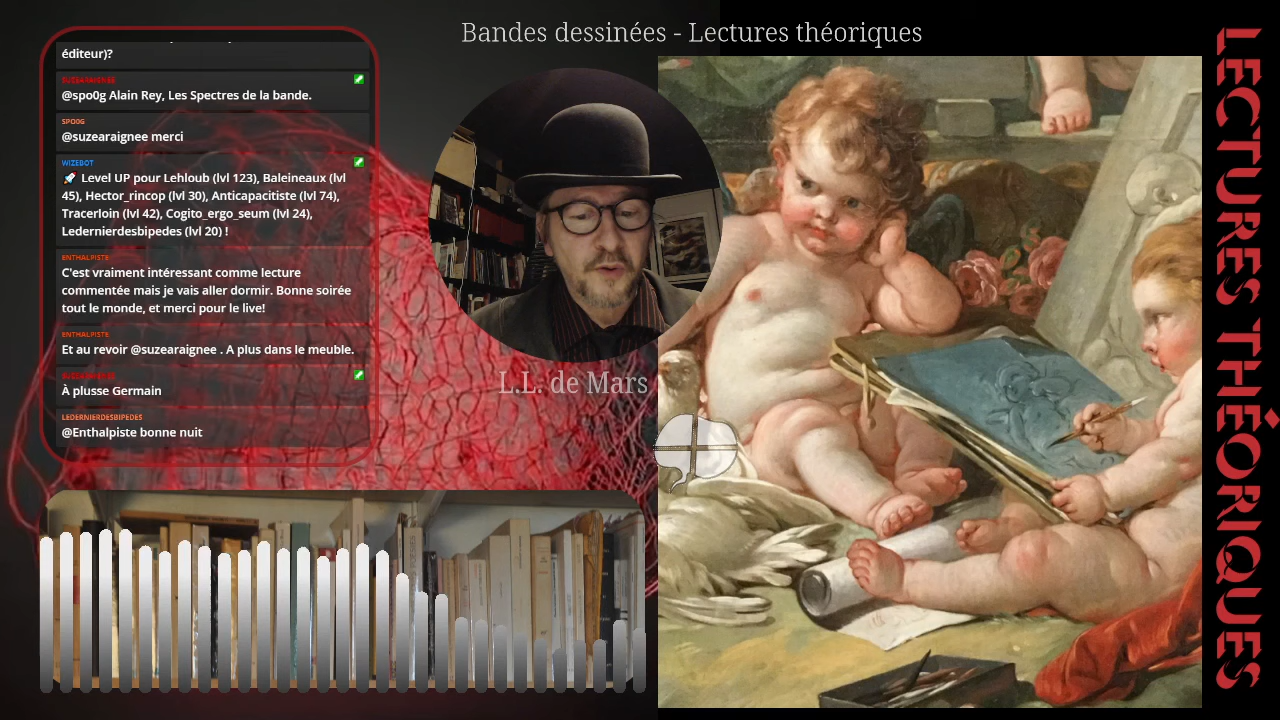 Bandes dessinées - Lectures théoriques
éditeur)?
SUZEARAIGNEE
@spo0g Alain Rey, Les Spectres de la bande.
SPO0G
@suzearaignee merci
WIZEBOT
🚀 Level UP pour Lehloub (lvl 123), Baleineaux (lvl
45), Hector_rincop (lvl 30), Anticapacitiste (lvl 74),
Tracerloin (lvl 42), Cogito_ergo_seum (lvl 24),
Ledernierdesbipedes (lvl 20) !
ENTHALPISTE
C'est vraiment intéressant comme lecture
commentée mais je vais aller dormir. Bonne soirée
tout le monde, et merci pour le live!
ENTHALPISTE
Et au revoir @suzearaignee . A plus dans le meuble.
SUZEARAIGNEE
À plusse Germain
LEDERNIERDESBIPEDES
@Enthalpiste bonne nuit
L.L. de Mars
LECTURES THÉORIQUES